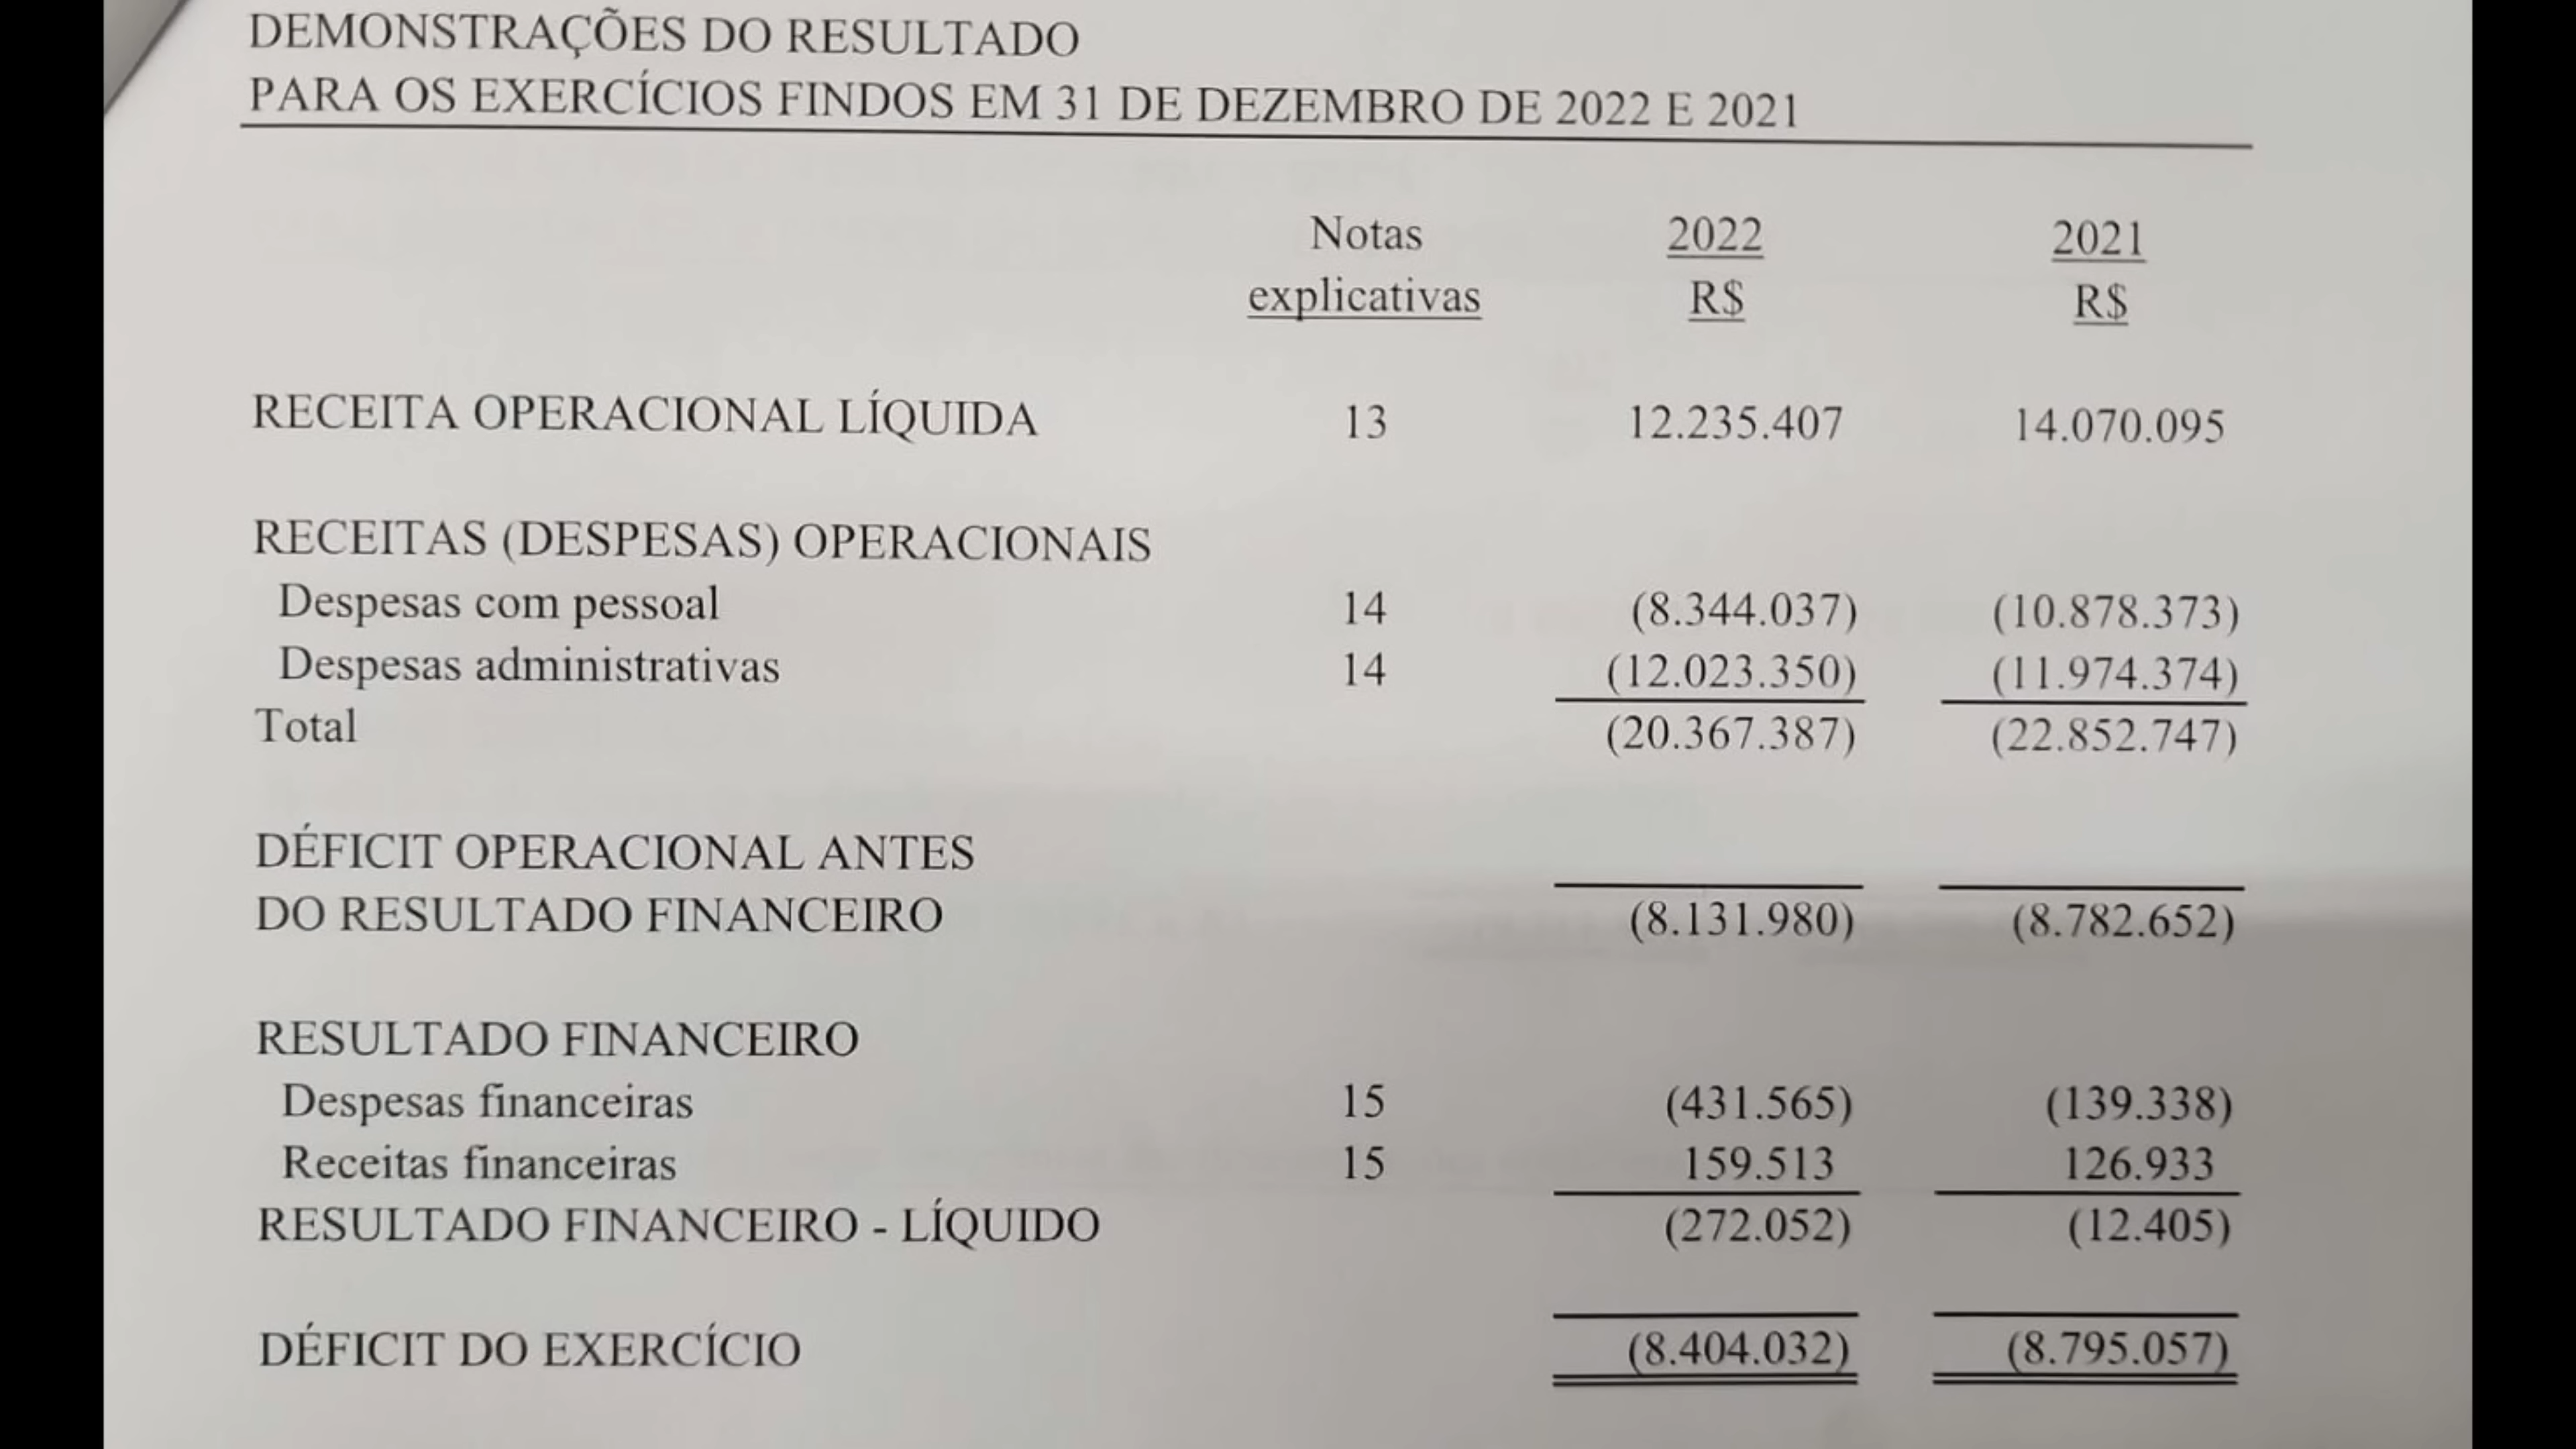 DEMONSTRAÇÕES DO RESULTADO
PARA OS EXERCÍCIOS FINDOS EM 31 DE DEZEMBRO DE 2022 E 2021
Notas 2022 2021
explicativas R$ R$
RECEITA OPERACIONAL LÍQUIDA 13 12.235.407 14.070.095
RECEITAS (DESPESAS) OPERACIONAIS
Despesas com pessoal 14 (8.344.037) (10.878.373)
Despesas administrativas 14 (12.023.350) (11.974.374)
Total (20.367.387) (22.852.747)
DÉFICIT OPERACIONAL ANTES
DO RESULTADO FINANCEIRO (8.131.980) (8.782.652)
RESULTADO FINANCEIRO
Despesas financeiras 15 (431.565) (139.338)
Receitas financeiras 15 159.513 126.933
RESULTADO FINANCEIRO - LÍQUIDO (272.052) (12.405)
DÉFICIT DO EXERCÍCIO (8.404.032) (8.795.057)